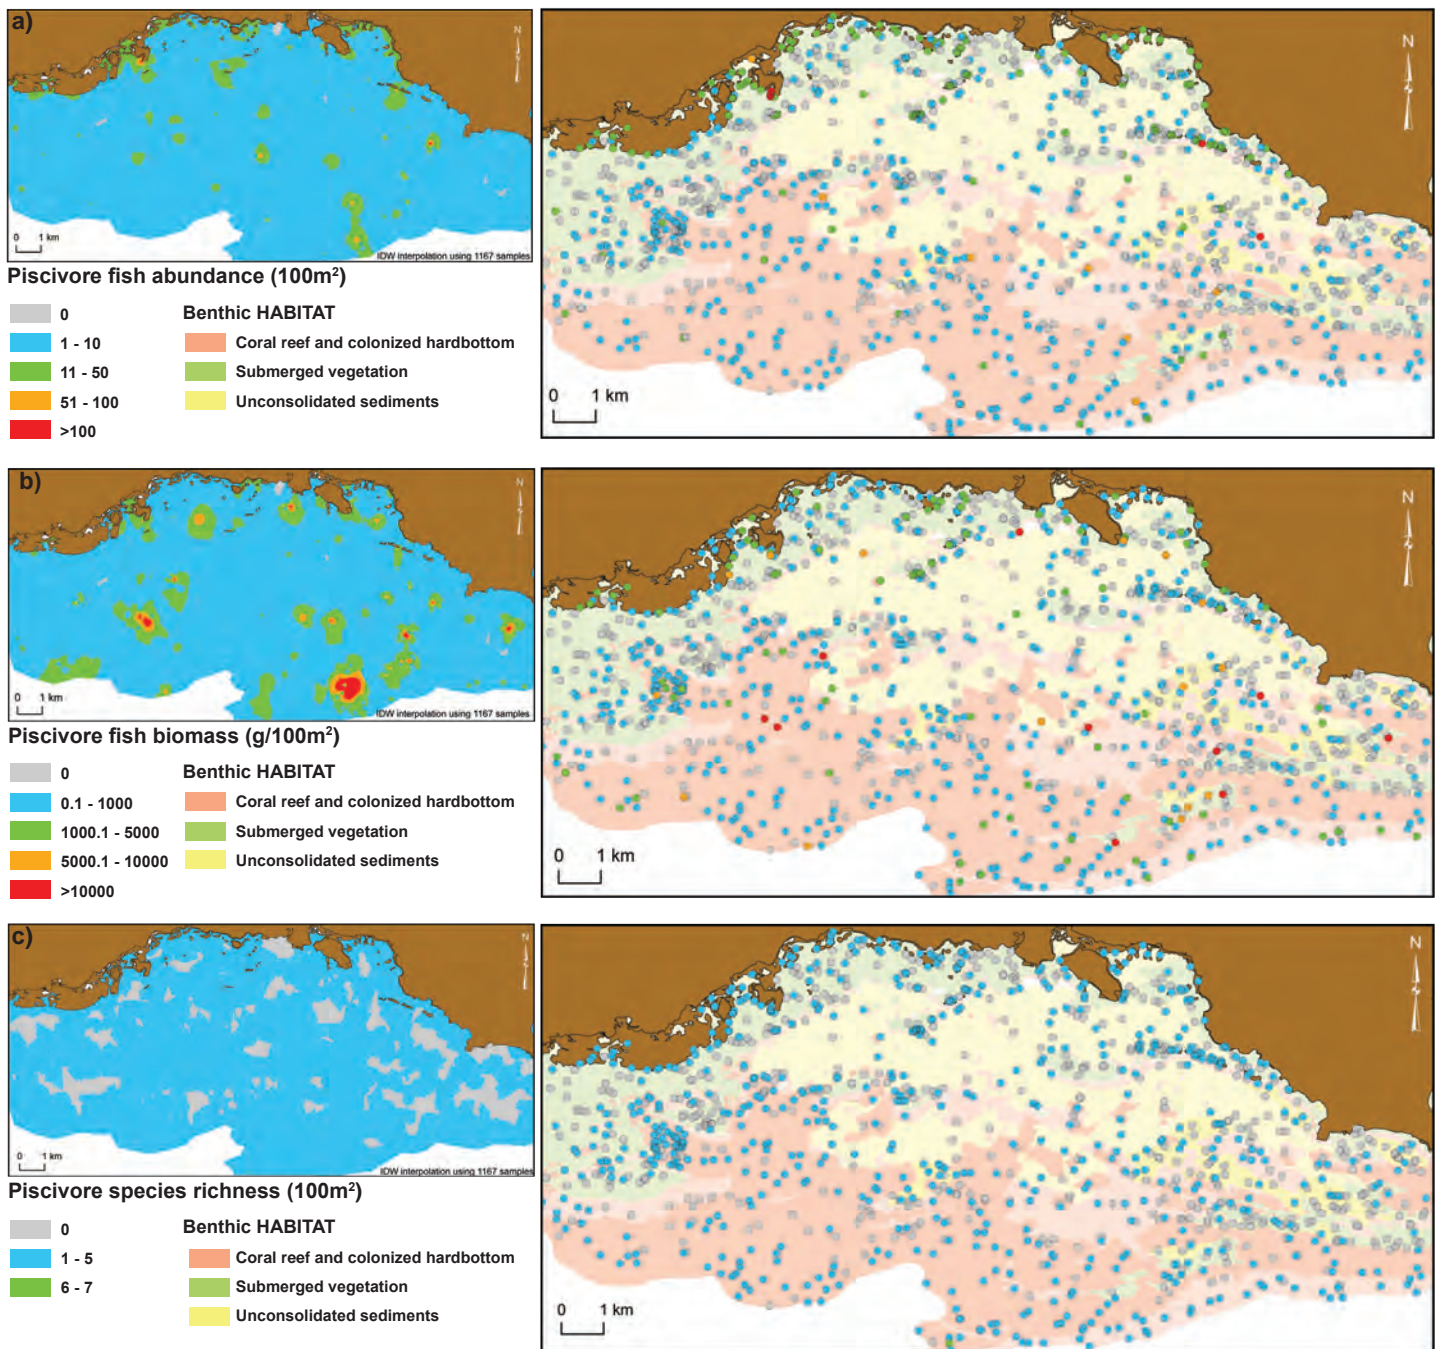 a)
N
0 1 km
IDW interpolation using 1167 samples
Piscivore fish abundance (100m²)
0
1 - 10
11 - 50
51 - 100
>100
Benthic HABITAT
Coral reef and colonized hardbottom
Submerged vegetation
Unconsolidated sediments
N
0 1 km
b)
N
0 1 km
IDW interpolation using 1167 samples
Piscivore fish biomass (g/100m²)
0
0.1 - 1000
1000.1 - 5000
5000.1 - 10000
>10000
Benthic HABITAT
Coral reef and colonized hardbottom
Submerged vegetation
Unconsolidated sediments
N
0 1 km
c)
N
0 1 km
IDW interpolation using 1167 samples
Piscivore species richness (100m²)
0
1 - 5
6 - 7
Benthic HABITAT
Coral reef and colonized hardbottom
Submerged vegetation
Unconsolidated sediments
N
0 1 km